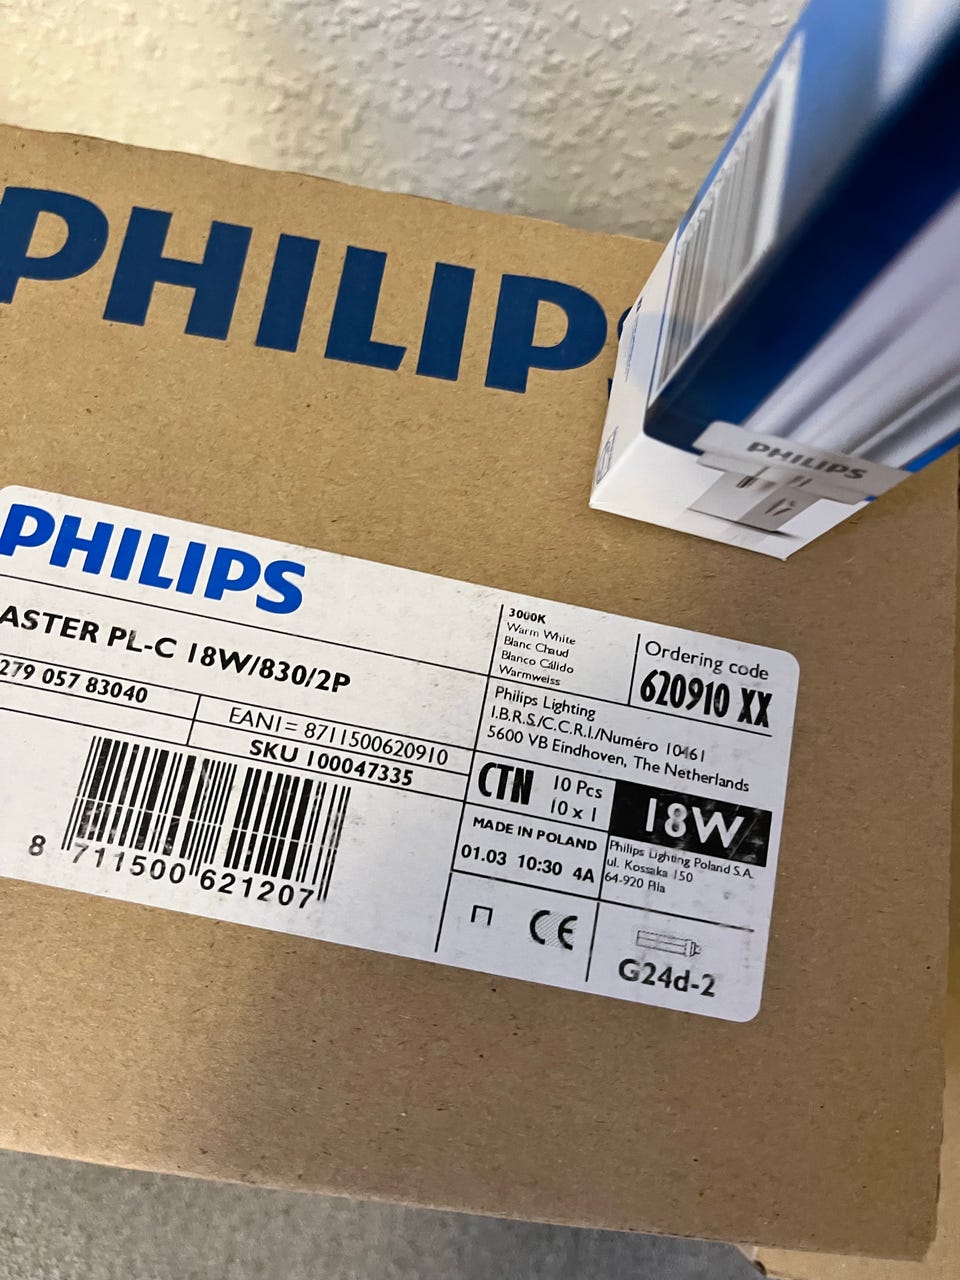 PHILIPS
PHILIPS
PHILIPS
ASTER PL-C 18W/830/2P
279 057 83040
EAN1 = 8711500620910
SKU 100047335
8 711500 621207
3000K
Warm White
Blanc Chaud
Blanco Cálido
Warmweiss
Ordering code
620910 XX
Philips Lighting
I.B.R.S./C.C.R.I./Numéro 10461
5600 VB Eindhoven, The Netherlands
CTN
10 Pcs
10 x 1
18W
MADE IN POLAND
01.03 10:30 4A
Philips Lighting Poland S.A.
ul. Kossaka 150
64-920 Piła
CE
G24d-2